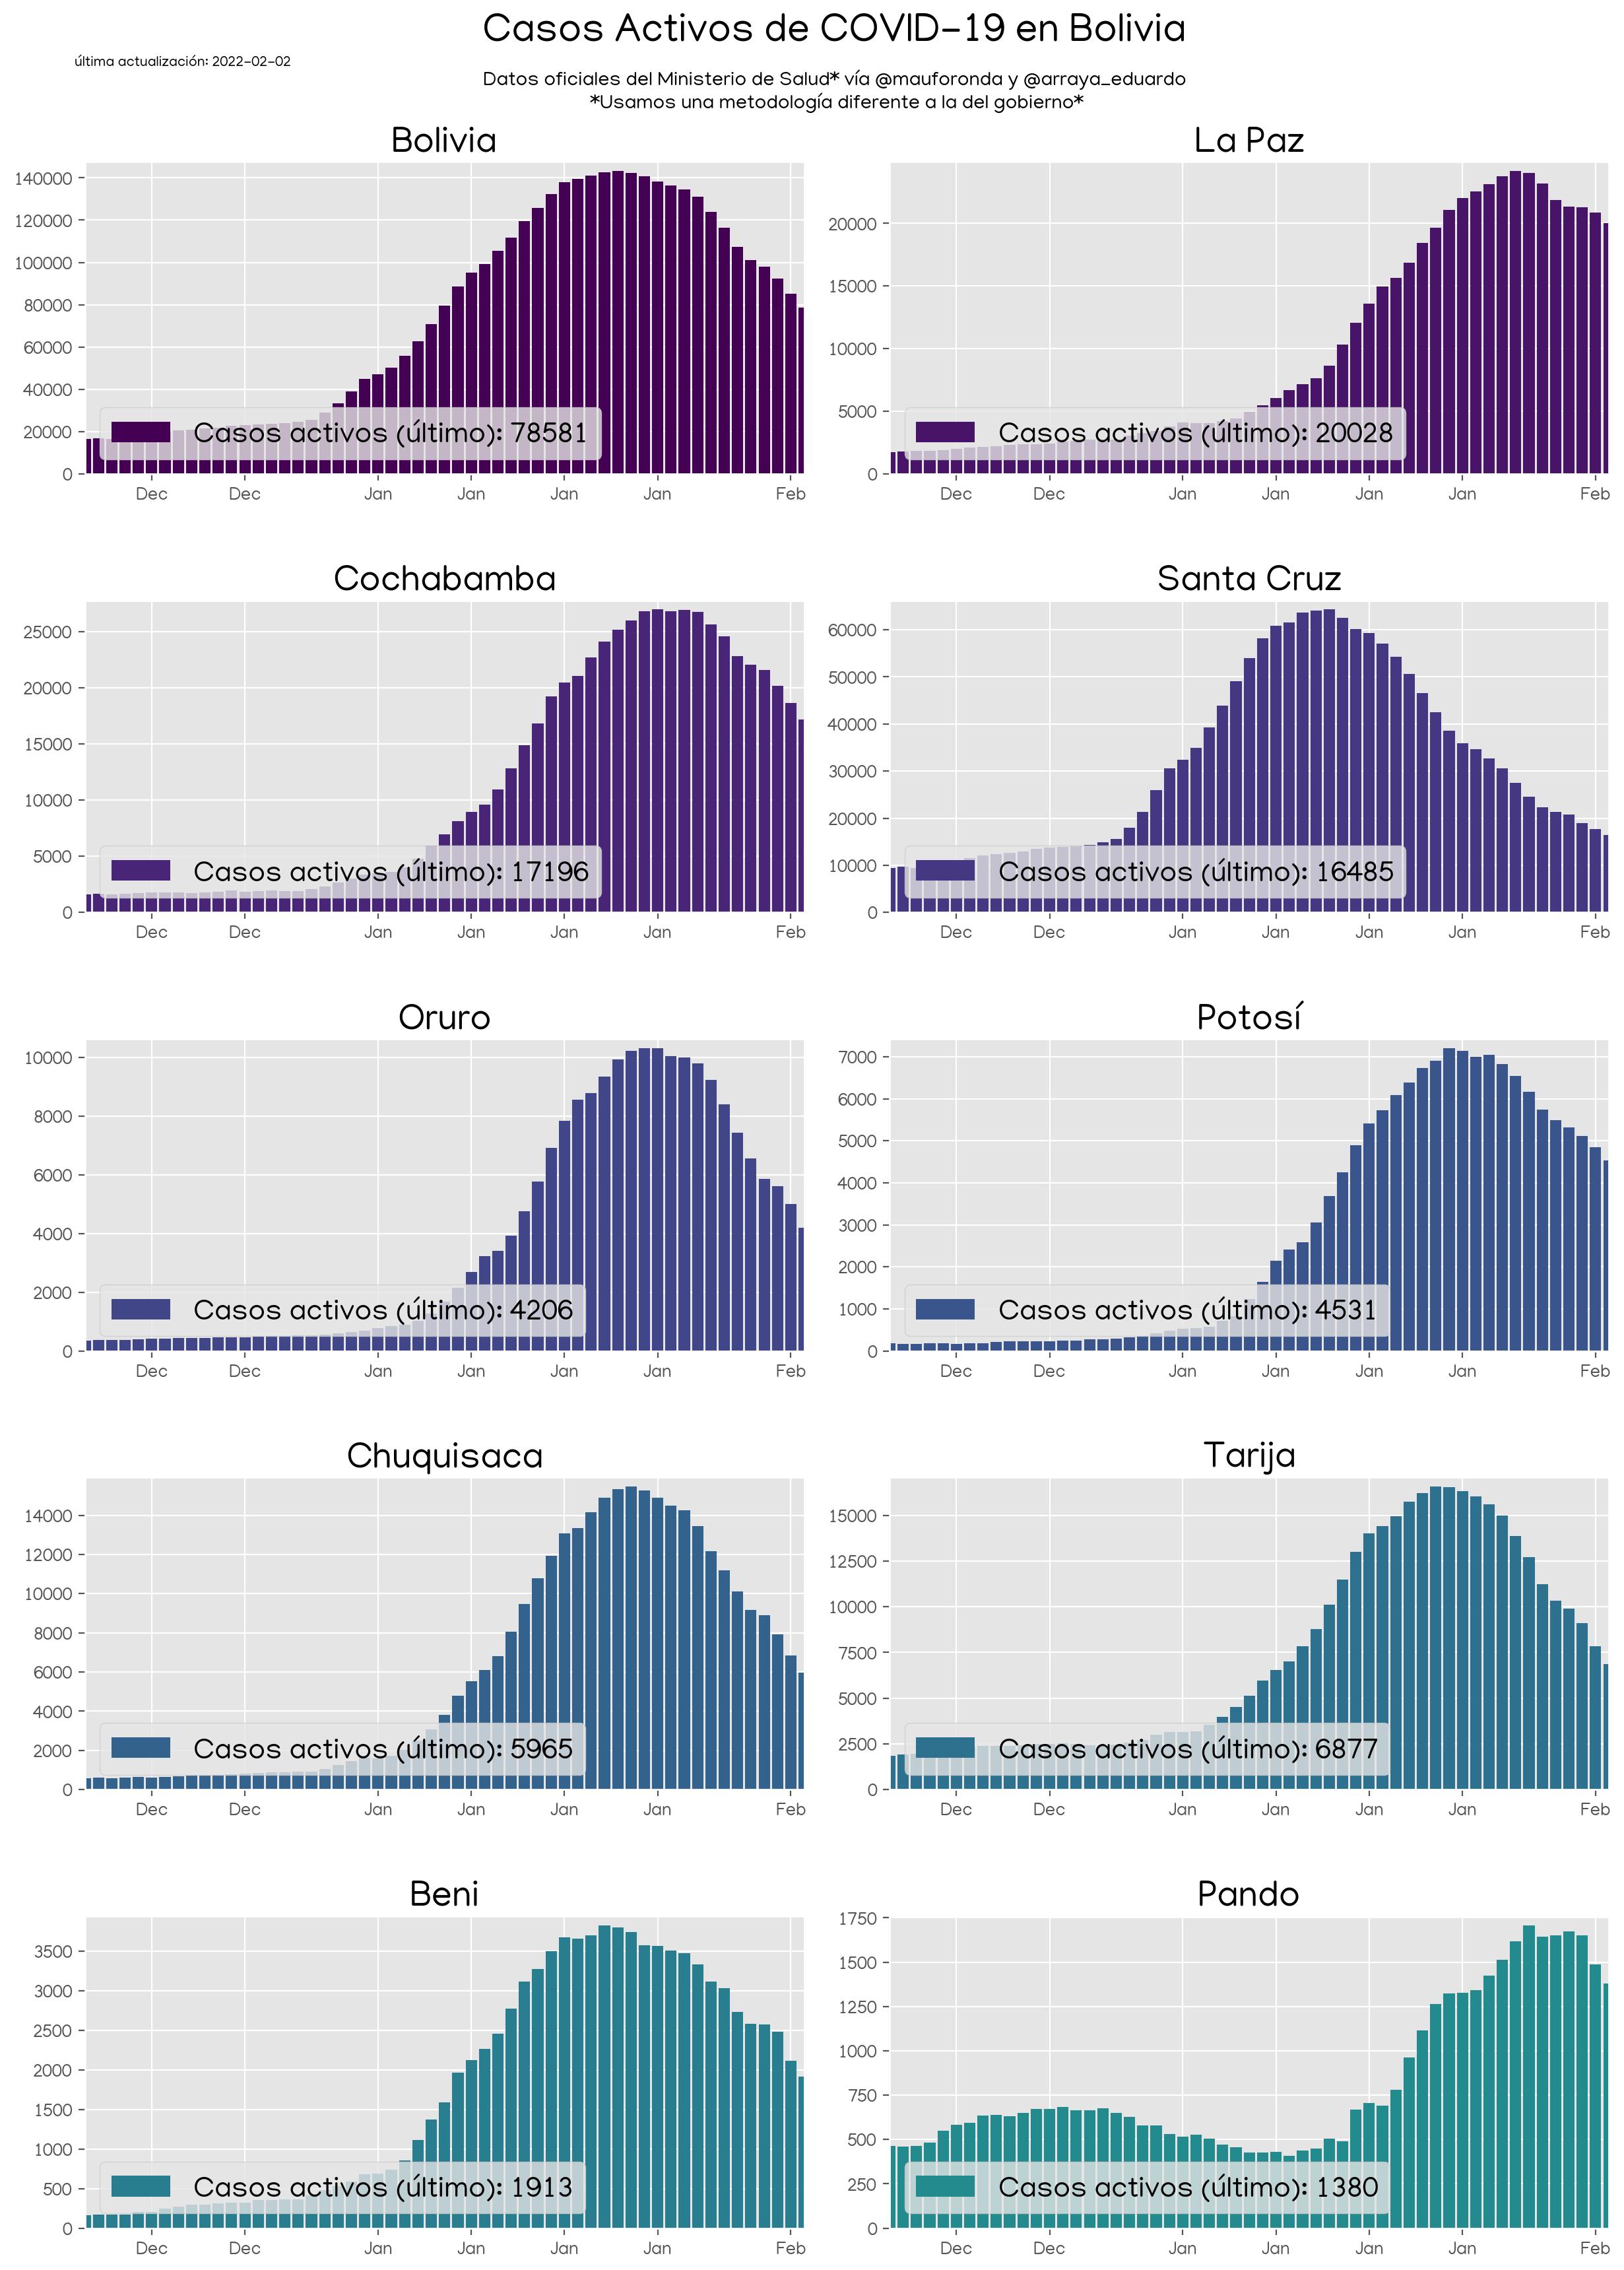 Casos Activos de COVID-19 en Bolivia
última actualización: 2022-02-02
Datos oficiales del Ministerio de Salud* vía @mauforonda y @arraya_eduardo
*Usamos una metodología diferente a la del gobierno*
Bolivia
140000
120000
100000
80000
60000
40000
20000
0
Casos activos (último): 78581
Dec Dec Jan Jan Jan Jan Feb
La Paz
20000
15000
10000
5000
0
Casos activos (último): 20028
Dec Dec Jan Jan Jan Jan Feb
Cochabamba
25000
20000
15000
10000
5000
0
Casos activos (último): 17196
Dec Dec Jan Jan Jan Jan Feb
Santa Cruz
60000
50000
40000
30000
20000
10000
0
Casos activos (último): 16485
Dec Dec Jan Jan Jan Jan Feb
Oruro
10000
8000
6000
4000
2000
0
Casos activos (último): 4206
Dec Dec Jan Jan Jan Jan Feb
Potosí
7000
6000
5000
4000
3000
2000
1000
0
Casos activos (último): 4531
Dec Dec Jan Jan Jan Jan Feb
Chuquisaca
14000
12000
10000
8000
6000
4000
2000
0
Casos activos (último): 5965
Dec Dec Jan Jan Jan Jan Feb
Tarija
15000
12500
10000
7500
5000
2500
0
Casos activos (último): 6877
Dec Dec Jan Jan Jan Jan Feb
Beni
3500
3000
2500
2000
1500
1000
500
0
Casos activos (último): 1913
Dec Dec Jan Jan Jan Jan Feb
Pando
1750
1500
1250
1000
750
500
250
0
Casos activos (último): 1380
Dec Dec Jan Jan Jan Jan Feb